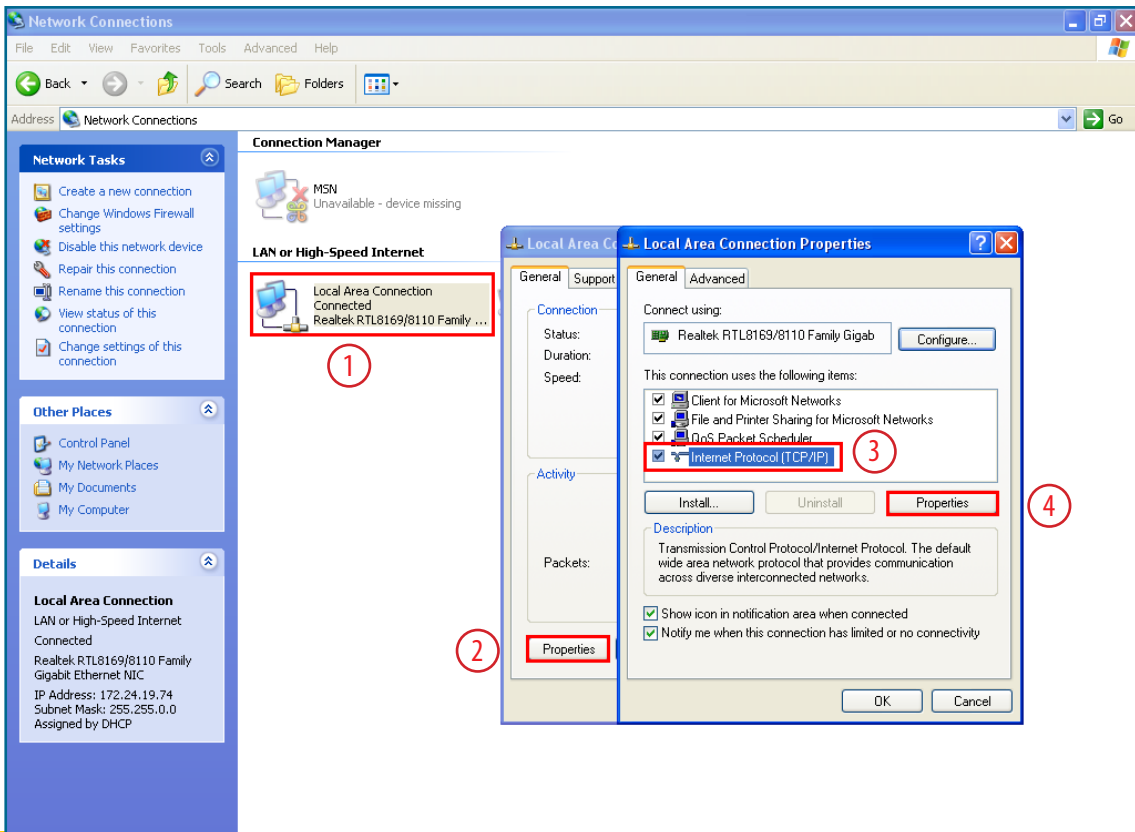 Network Connections
File Edit View Favorites Tools Advanced Help
Back Search Folders
Address Network Connections Go
Network Tasks
Create a new connection
Change Windows Firewall
settings
Disable this network device
Repair this connection
Rename this connection
View status of this
connection
Change settings of this
connection
Other Places
Control Panel
My Network Places
My Documents
My Computer
Details
Local Area Connection
LAN or High-Speed Internet
Connected
Realtek RTL8169/8110 Family
Gigabit Ethernet NIC
IP Address: 172.24.19.74
Subnet Mask: 255.255.0.0
Assigned by DHCP
Connection Manager
MSN
Unavailable - device missing
LAN or High-Speed Internet
Local Area Connection
Connected
Realtek RTL8169/8110 Family ...
1
Local Area Co
General Support
Connection
Status:
Duration:
Speed:
Activity
Packets:
2
Properties
Local Area Connection Properties
General Advanced
Connect using:
Realtek RTL8169/8110 Family Gigab
Configure...
This connection uses the following items:
Client for Microsoft Networks
File and Printer Sharing for Microsoft Networks
QoS Packet Scheduler
Internet Protocol (TCP/IP)
3
Install... Uninstall Properties
4
Description
Transmission Control Protocol/Internet Protocol. The default
wide area network protocol that provides communication
across diverse interconnected networks.
Show icon in notification area when connected
Notify me when this connection has limited or no connectivity
OK Cancel